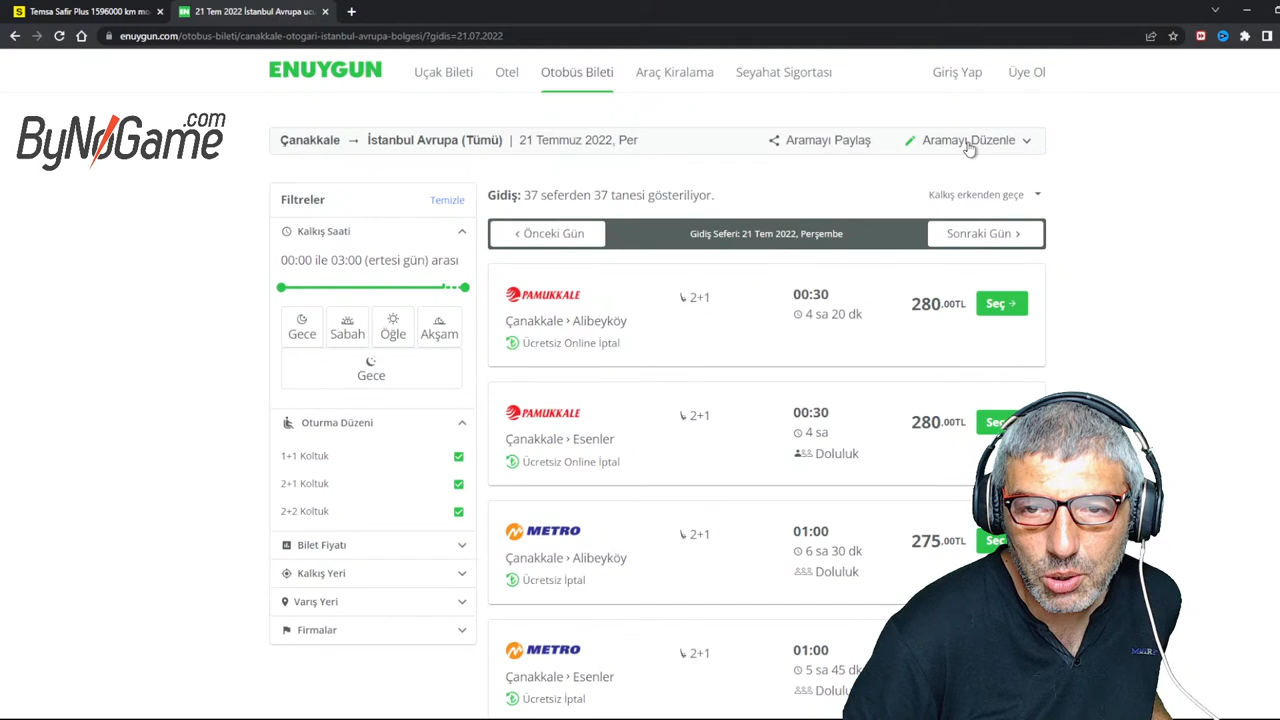 Temsa Safir Plus 1596000 km mo
21 Tem 2022 İstanbul Avrupa ucu
enuygun.com/otobus-bileti/canakkale-otogari-istanbul-avrupa-bolgesi/?gidis=21.07.2022
ENUYGUN
Uçak Bileti
Otel
Otobüs Bileti
Araç Kiralama
Seyahat Sigortası
Giriş Yap
Üye Ol
ByNoGame.com
Çanakkale → İstanbul Avrupa (Tümü) | 21 Temmuz 2022, Per
Aramayı Paylaş
Aramayı Düzenle
Filtreler
Temizle
Kalkış Saati
00:00 ile 03:00 (ertesi gün) arası
Gece
Sabah
Öğle
Akşam
Gece
Oturma Düzeni
1+1 Koltuk
2+1 Koltuk
2+2 Koltuk
Bilet Fiyatı
Kalkış Yeri
Varış Yeri
Firmalar
Gidiş: 37 seferden 37 tanesi gösteriliyor.
Kalkış erkenden geçe
‹ Önceki Gün
Gidiş Seferi: 21 Tem 2022, Perşembe
Sonraki Gün ›
PAMUKKALE
2+1
00:30
280.00TL
Seç →
Çanakkale › Alibeyköy
4 sa 20 dk
Ücretsiz Online İptal
PAMUKKALE
2+1
00:30
280.00TL
Seç
Çanakkale › Esenler
4 sa
Ücretsiz Online İptal
Doluluk
METRO
2+1
01:00
275.00TL
Seç
Çanakkale › Alibeyköy
6 sa 30 dk
Ücretsiz İptal
Doluluk
METRO
2+1
01:00
Çanakkale › Esenler
5 sa 45 dk
Ücretsiz İptal
Dolulu